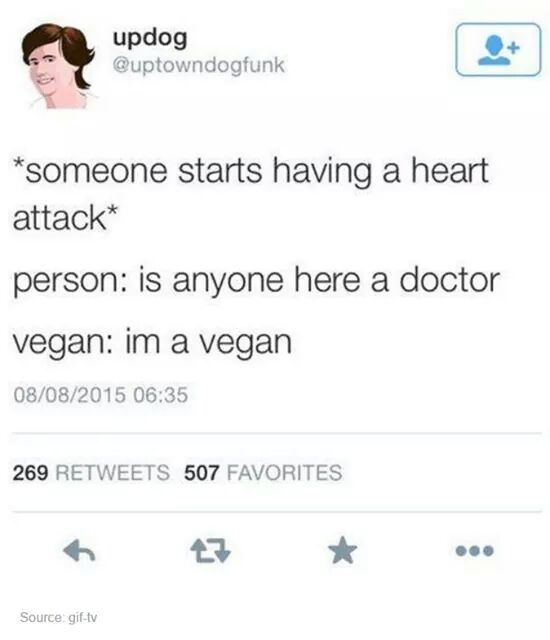 updog
@uptowndogfunk
*someone starts having a heart
attack*
person: is anyone here a doctor
vegan: im a vegan
08/08/2015 06:35
269 RETWEETS 507 FAVORITES
Source: gif-tv